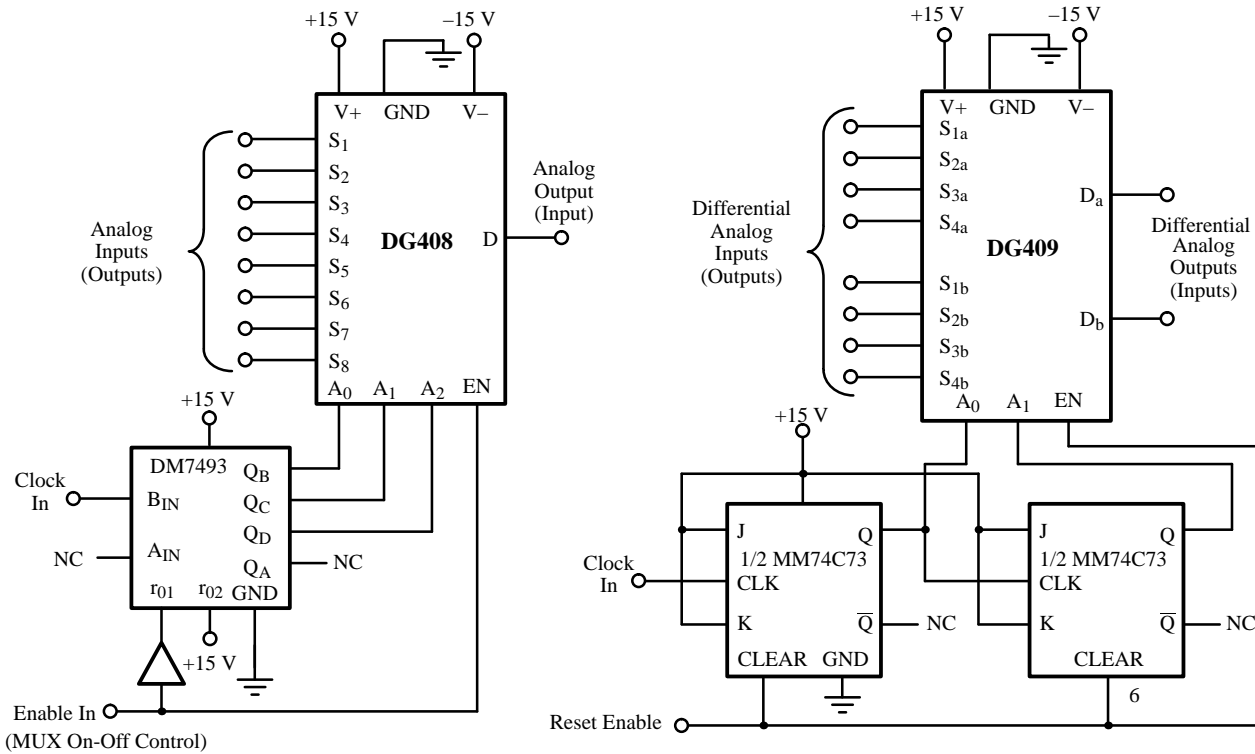 +15 V
–15 V
V+
GND
V–
S1
S2
S3
S4
S5
S6
S7
S8
DG408
D
A0
A1
A2
EN
Analog
Inputs
(Outputs)
Analog
Output
(Input)
+15 V
DM7493
BIN
AIN
QB
QC
QD
QA
r01
r02
GND
Clock
In
NC
NC
+15 V
Enable In
(MUX On-Off Control)
+15 V
–15 V
V+
GND
V–
S1a
S2a
S3a
S4a
S1b
S2b
S3b
S4b
DG409
Da
Db
A0
A1
EN
Differential
Analog
Inputs
(Outputs)
Differential
Analog
Outputs
(Inputs)
+15 V
J
Q
1/2 MM74C73
CLK
K
Q̅
CLEAR
GND
Clock
In
NC
J
Q
1/2 MM74C73
CLK
K
Q̅
CLEAR
NC
6
Reset Enable